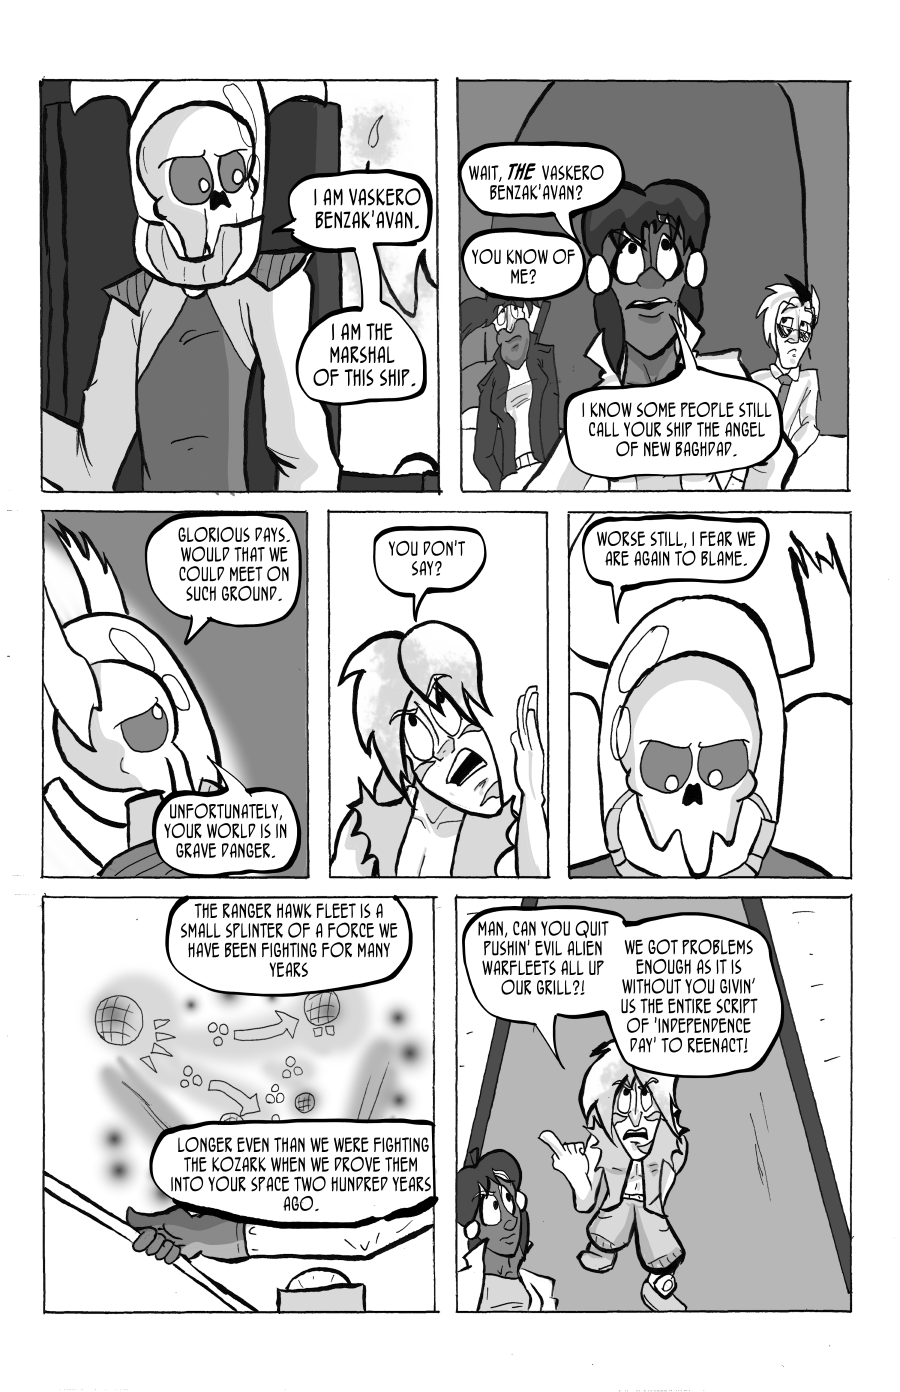 I AM VASKERO
BENZAK'AVAN.
I AM THE
MARSHAL
OF THIS SHIP.
WAIT, THE VASKERO
BENZAK'AVAN?
YOU KNOW OF
ME?
I KNOW SOME PEOPLE STILL
CALL YOUR SHIP THE ANGEL
OF NEW BAGHDAD.
GLORIOUS DAYS.
WOULD THAT WE
COULD MEET ON
SUCH GROUND.
UNFORTUNATELY,
YOUR WORLD IS IN
GRAVE DANGER.
YOU DON'T
SAY?
WORSE STILL, I FEAR WE
ARE AGAIN TO BLAME.
THE RANGER HAWK FLEET IS A
SMALL SPLINTER OF A FORCE WE
HAVE BEEN FIGHTING FOR MANY
YEARS
LONGER EVEN THAN WE WERE FIGHTING
THE KOZARK WHEN WE DROVE THEM
INTO YOUR SPACE TWO HUNDRED YEARS
AGO.
MAN, CAN YOU QUIT
PUSHIN' EVIL ALIEN
WARFLEETS ALL UP
OUR GRILL?!
WE GOT PROBLEMS
ENOUGH AS IT IS
WITHOUT YOU GIVIN'
US THE ENTIRE SCRIPT
OF 'INDEPENDENCE
DAY' TO REENACT!